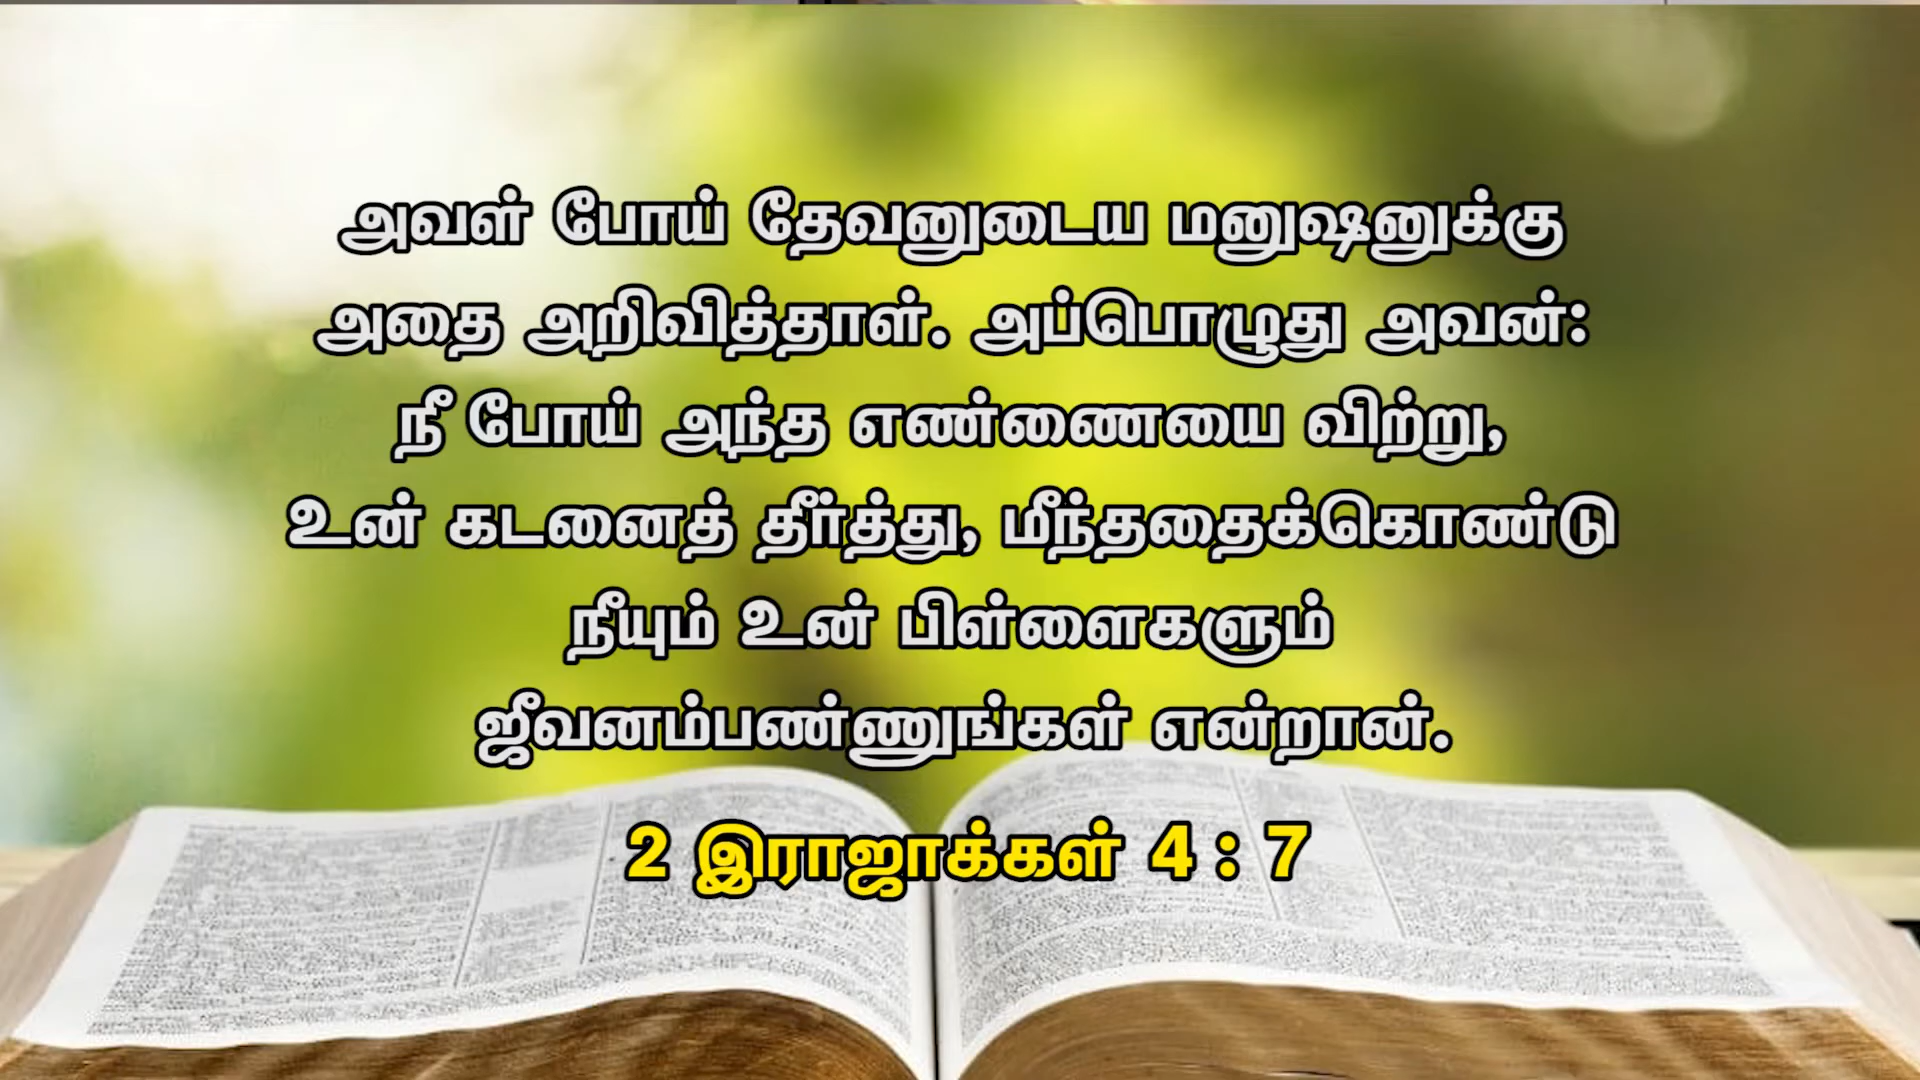 அவள் போய் தேவனுடைய மனுஷனுக்கு
அதை அறிவித்தாள். அப்பொழுது அவன்:
நீ போய் அந்த எண்ணையை விற்று,
உன் கடனைத் தீர்த்து, மீந்ததைக்கொண்டு
நீயும் உன் பிள்ளைகளும்
ஜீவனம்பண்ணுங்கள் என்றான்.
2 இராஜாக்கள் 4 : 7